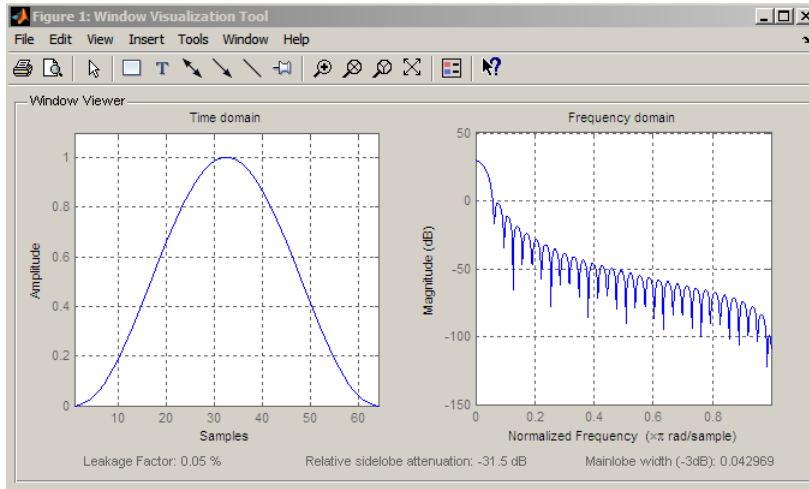 Figure 1: Window Visualization Tool
File Edit View Insert Tools Window Help
T
Window Viewer
Time domain
Frequency domain
1
0.8
0.6
0.4
0.2
0
Amplitude
10 20 30 40 50 60
Samples
50
0
-50
-100
-150
Magnitude (dB)
0 0.2 0.4 0.6 0.8
Normalized Frequency (×π rad/sample)
Leakage Factor: 0.05 %
Relative sidelobe attenuation: -31.5 dB
Mainlobe width (-3dB): 0.042969